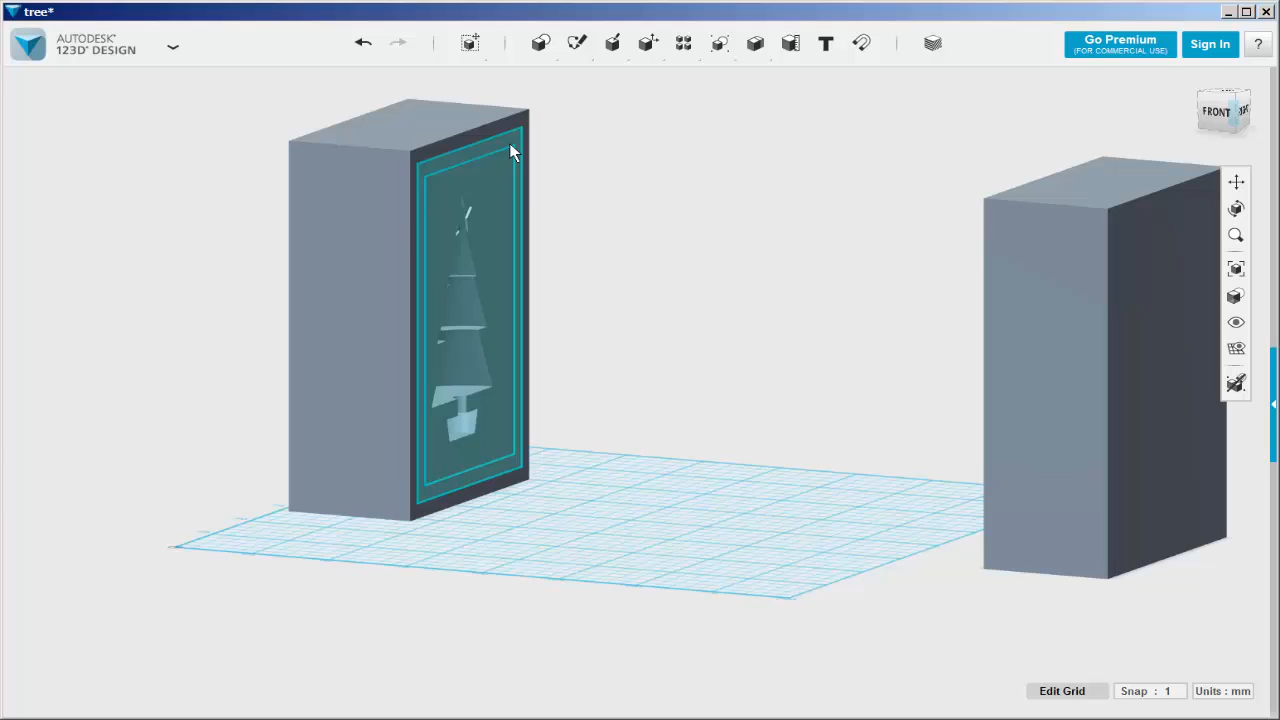 tree*
AUTODESK®
123D® DESIGN
Go Premium
(FOR COMMERCIAL USE)
Sign In
?
FRONT
Edit Grid
Snap : 1
Units : mm